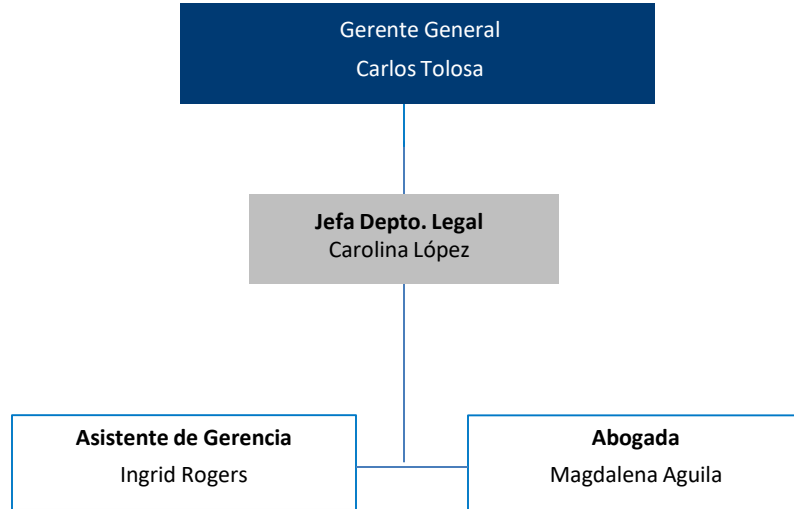 Gerente General
Carlos Tolosa
Jefa Depto. Legal
Carolina López
Asistente de Gerencia
Ingrid Rogers
Abogada
Magdalena Aguila